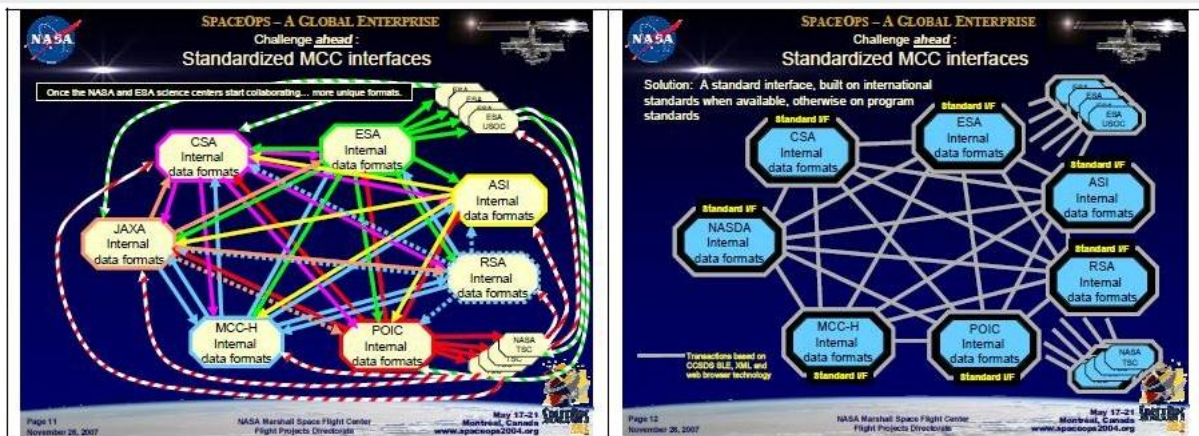 NASA
SPACEOPS – A GLOBAL ENTERPRISE
Challenge ahead :
Standardized MCC interfaces
Once the NASA and ESA science centers start collaborating... more unique formats.
ESA
ESA
USOC
CSA
Internal
data formats
ESA
Internal
data formats
ASI
Internal
data formats
JAXA
Internal
data formats
RSA
Internal
data formats
MCC-H
Internal
data formats
POIC
Internal
data formats
NASA
TSC
TSC
Page 11
November 26, 2007
NASA Marshall Space Flight Center
Flight Projects Directorate
May 17–21
Montréal, Canada
www.spaceops2004.org
NASA
SPACEOPS – A GLOBAL ENTERPRISE
Challenge ahead :
Standardized MCC interfaces
Solution: A standard interface, built on international
standards when available, otherwise on program
standards
Standard I/F
ESA
Internal
data formats
ESA
ESA
USOC
Standard I/F
CSA
Internal
data formats
Standard I/F
ASI
Internal
data formats
Standard I/F
NASDA
Internal
data formats
Standard I/F
RSA
Internal
data formats
MCC-H
Internal
data formats
Standard I/F
POIC
Internal
data formats
Standard I/F
NASA
TSC
Transactions based on
CCSDS SLE, XML and
web browser technology
Page 12
November 26, 2007
NASA Marshall Space Flight Center
Flight Projects Directorate
May 17–21
Montréal, Canada
www.spaceops2004.org